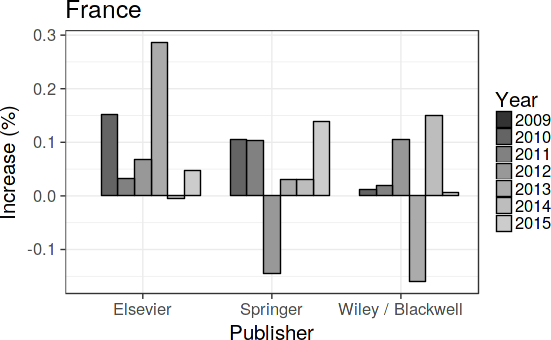 France
Increase (%)
0.3
0.2
0.1
0.0
-0.1
Elsevier
Springer
Wiley / Blackwell
Publisher
Year
2009
2010
2011
2012
2013
2014
2015